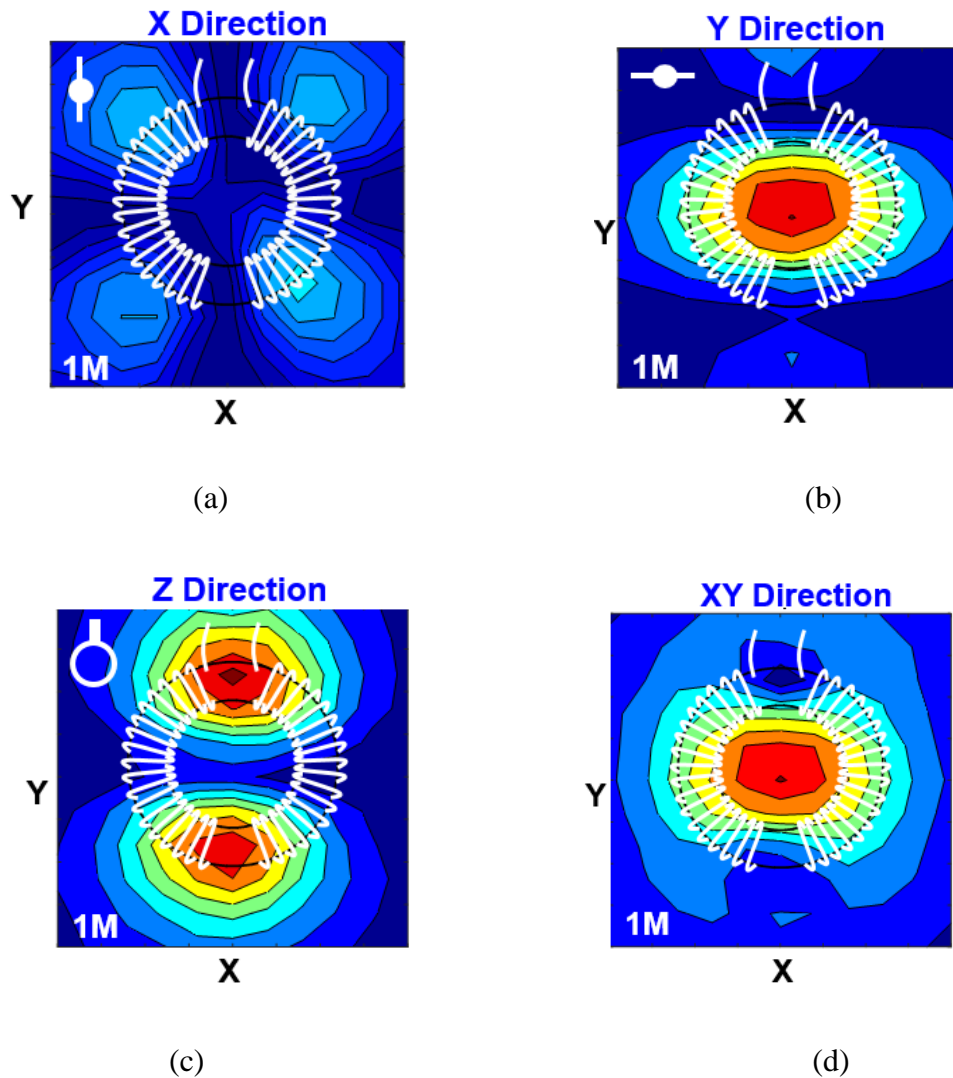 X Direction
Y
1M
X
(a)
Y Direction
Y
1M
X
(b)
Z Direction
Y
1M
X
(c)
XY Direction
Y
1M
X
(d)